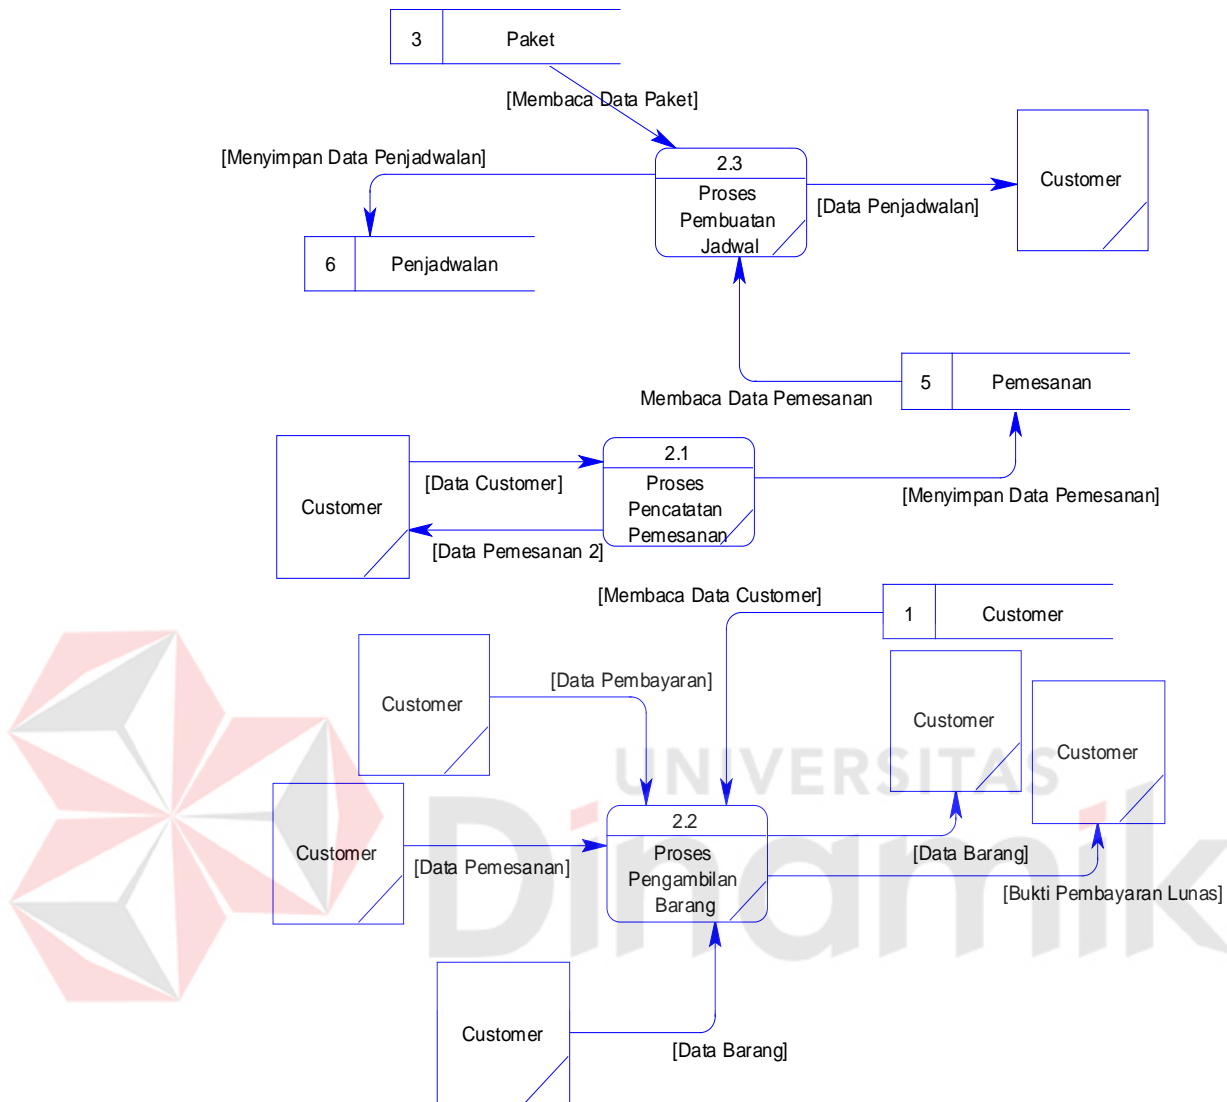 3 Paket
[Membaca Data Paket]
[Menyimpan Data Penjadwalan]
2.3
Proses
Pembuatan
Jadwal
[Data Penjadwalan]
Customer
6 Penjadwalan
5 Pemesanan
Membaca Data Pemesanan
Customer
[Data Customer]
[Data Pemesanan 2]
2.1
Proses
Pencatatan
Pemesanan
[Menyimpan Data Pemesanan]
[Membaca Data Customer]
1 Customer
Customer
[Data Pembayaran]
Customer
Customer
UNIVERSITAS
Dinamik
Customer
[Data Pemesanan]
2.2
Proses
Pengambilan
Barang
[Data Barang]
[Bukti Pembayaran Lunas]
Customer
[Data Barang]